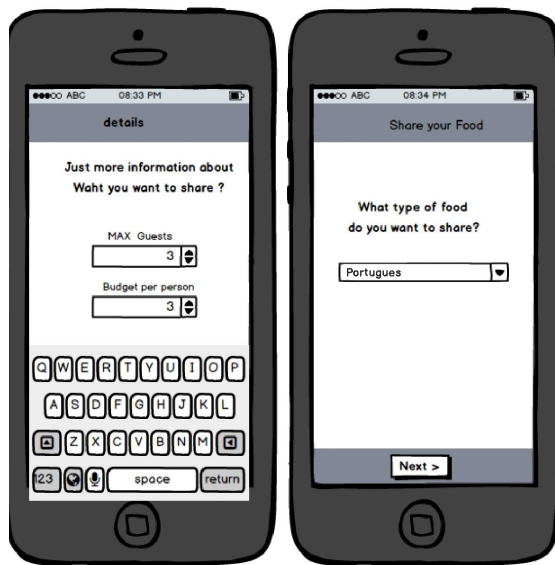 ABC 08:33 PM
details
Just more information about
Waht you want to share ?
MAX Guests
3
Budget per person
3
Q W E R T Y U I O P
A S D F G H J K L
Z X C V B N M
123 space return
ABC 08:34 PM
Share your Food
What type of food
do you want to share?
Portugues
Next >